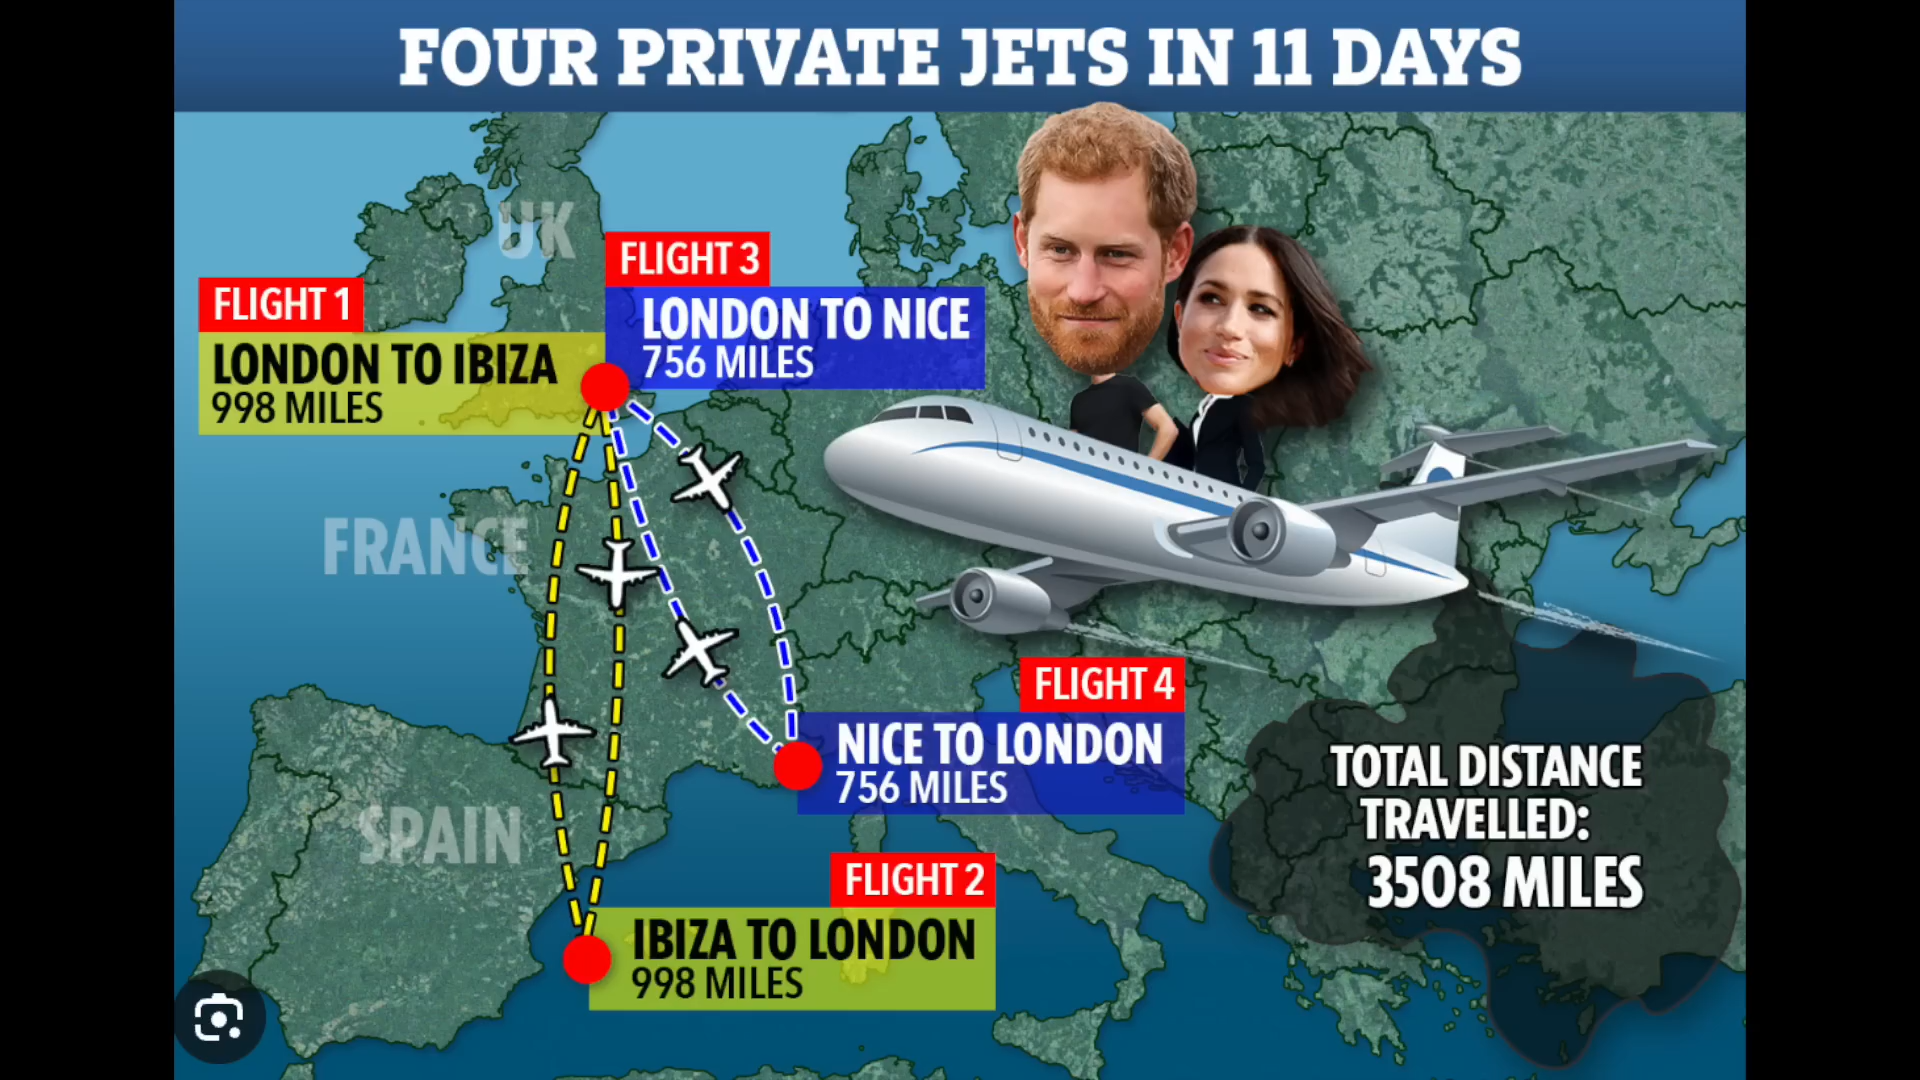 FOUR PRIVATE JETS IN 11 DAYS
UK
FLIGHT 3
LONDON TO NICE
756 MILES
FLIGHT 1
LONDON TO IBIZA
998 MILES
FRANCE
FLIGHT 4
NICE TO LONDON
756 MILES
SPAIN
FLIGHT 2
IBIZA TO LONDON
998 MILES
TOTAL DISTANCE
TRAVELLED:
3508 MILES